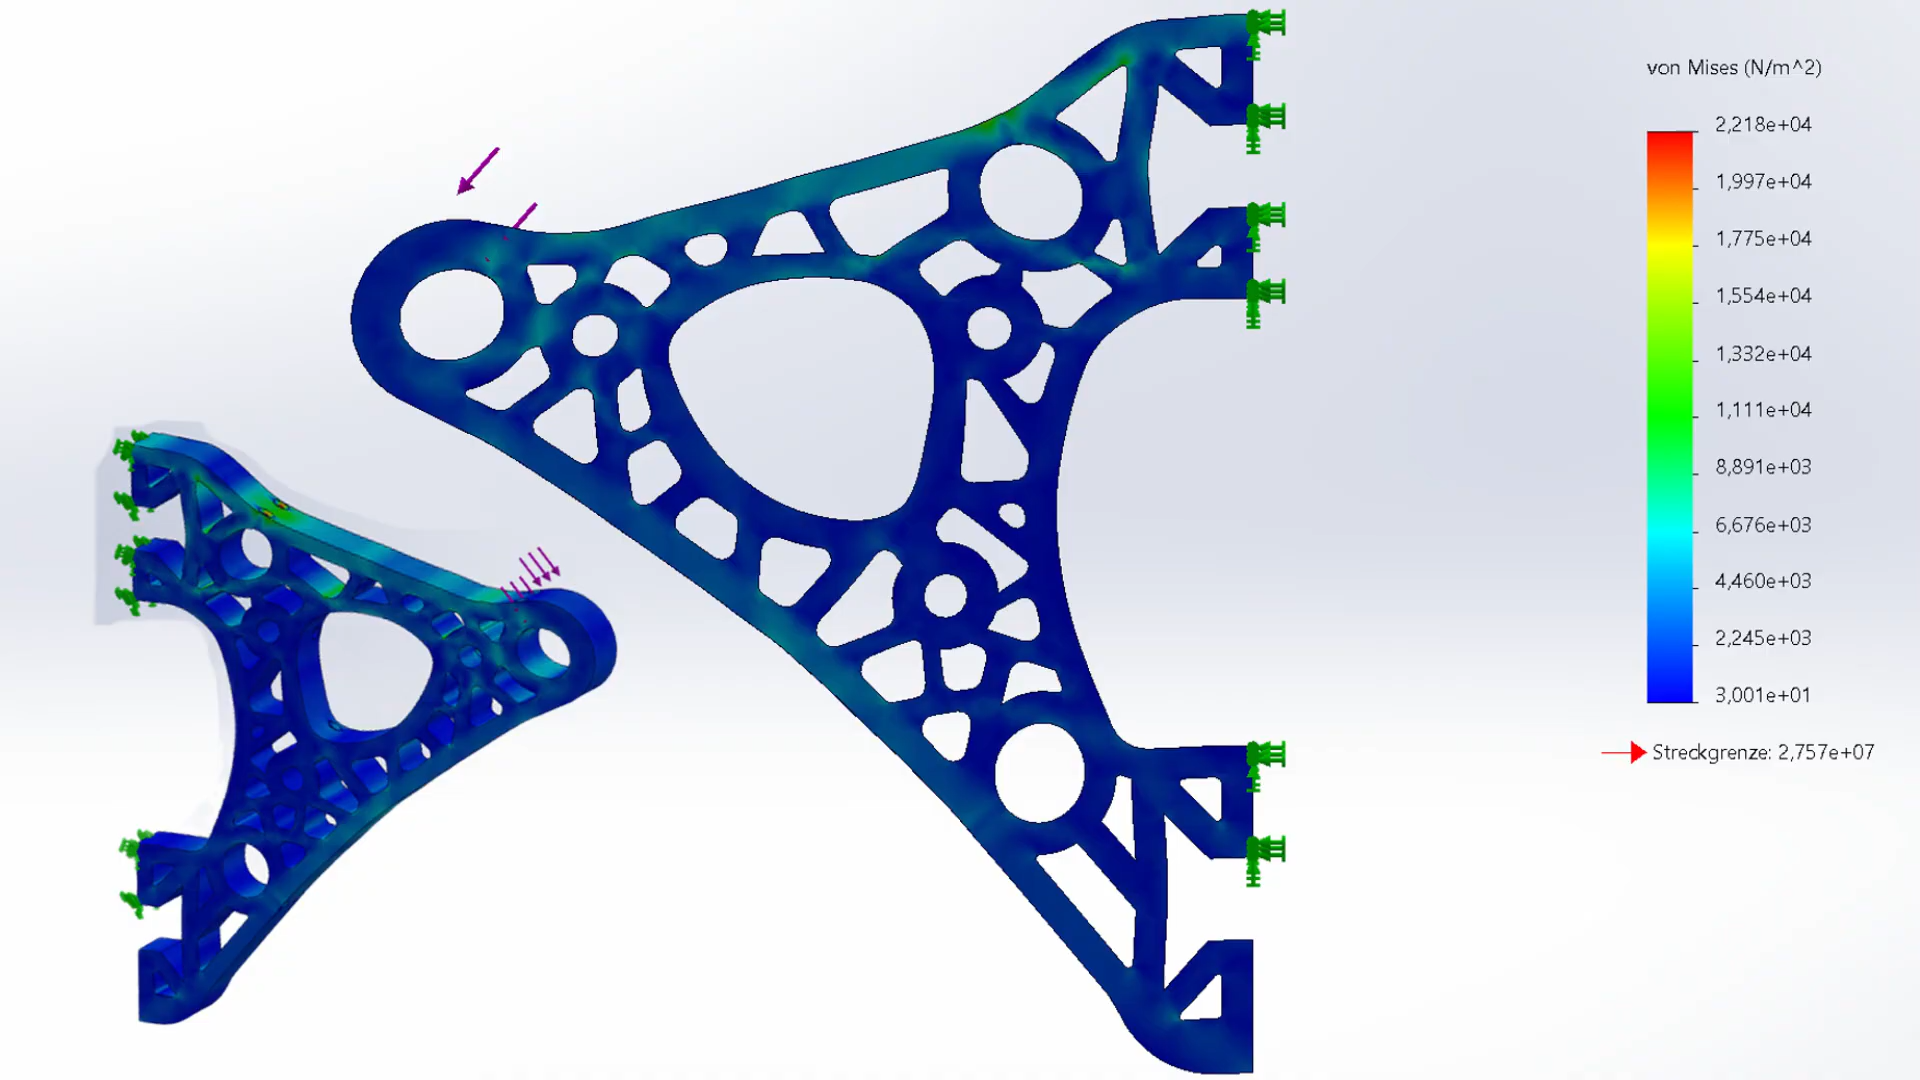 von Mises (N/m^2)
2,218e+04
1,997e+04
1,775e+04
1,554e+04
1,332e+04
1,111e+04
8,891e+03
6,676e+03
4,460e+03
2,245e+03
3,001e+01
Streckgrenze: 2,757e+07